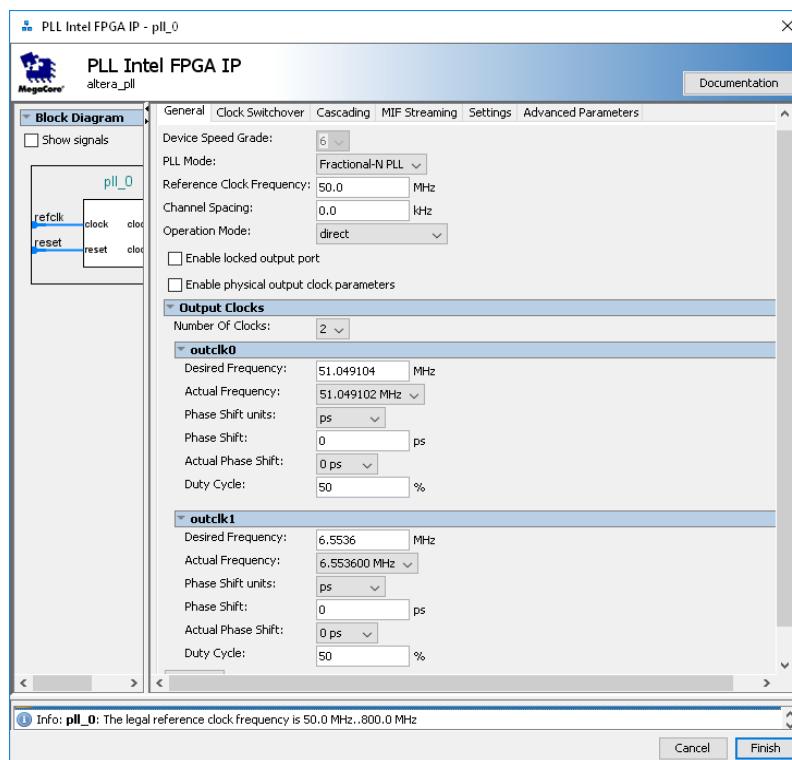 PLL Intel FPGA IP - pll_0
PLL Intel FPGA IP
altera_pll
MegaCore®
Documentation
Block Diagram
Show signals
pll_0
refclk
clock
reset
reset
General Clock Switchover Cascading MIF Streaming Settings Advanced Parameters
Device Speed Grade: 6
PLL Mode: Fractional-N PLL
Reference Clock Frequency: 50.0 MHz
Channel Spacing: 0.0 kHz
Operation Mode: direct
Enable locked output port
Enable physical output clock parameters
Output Clocks
Number Of Clocks: 2
outclk0
Desired Frequency: 51.049104 MHz
Actual Frequency: 51.049102 MHz
Phase Shift units: ps
Phase Shift: 0 ps
Actual Phase Shift: 0 ps
Duty Cycle: 50 %
outclk1
Desired Frequency: 6.5536 MHz
Actual Frequency: 6.553600 MHz
Phase Shift units: ps
Phase Shift: 0 ps
Actual Phase Shift: 0 ps
Duty Cycle: 50 %
Info: pll_0: The legal reference clock frequency is 50.0 MHz..800.0 MHz
Cancel Finish